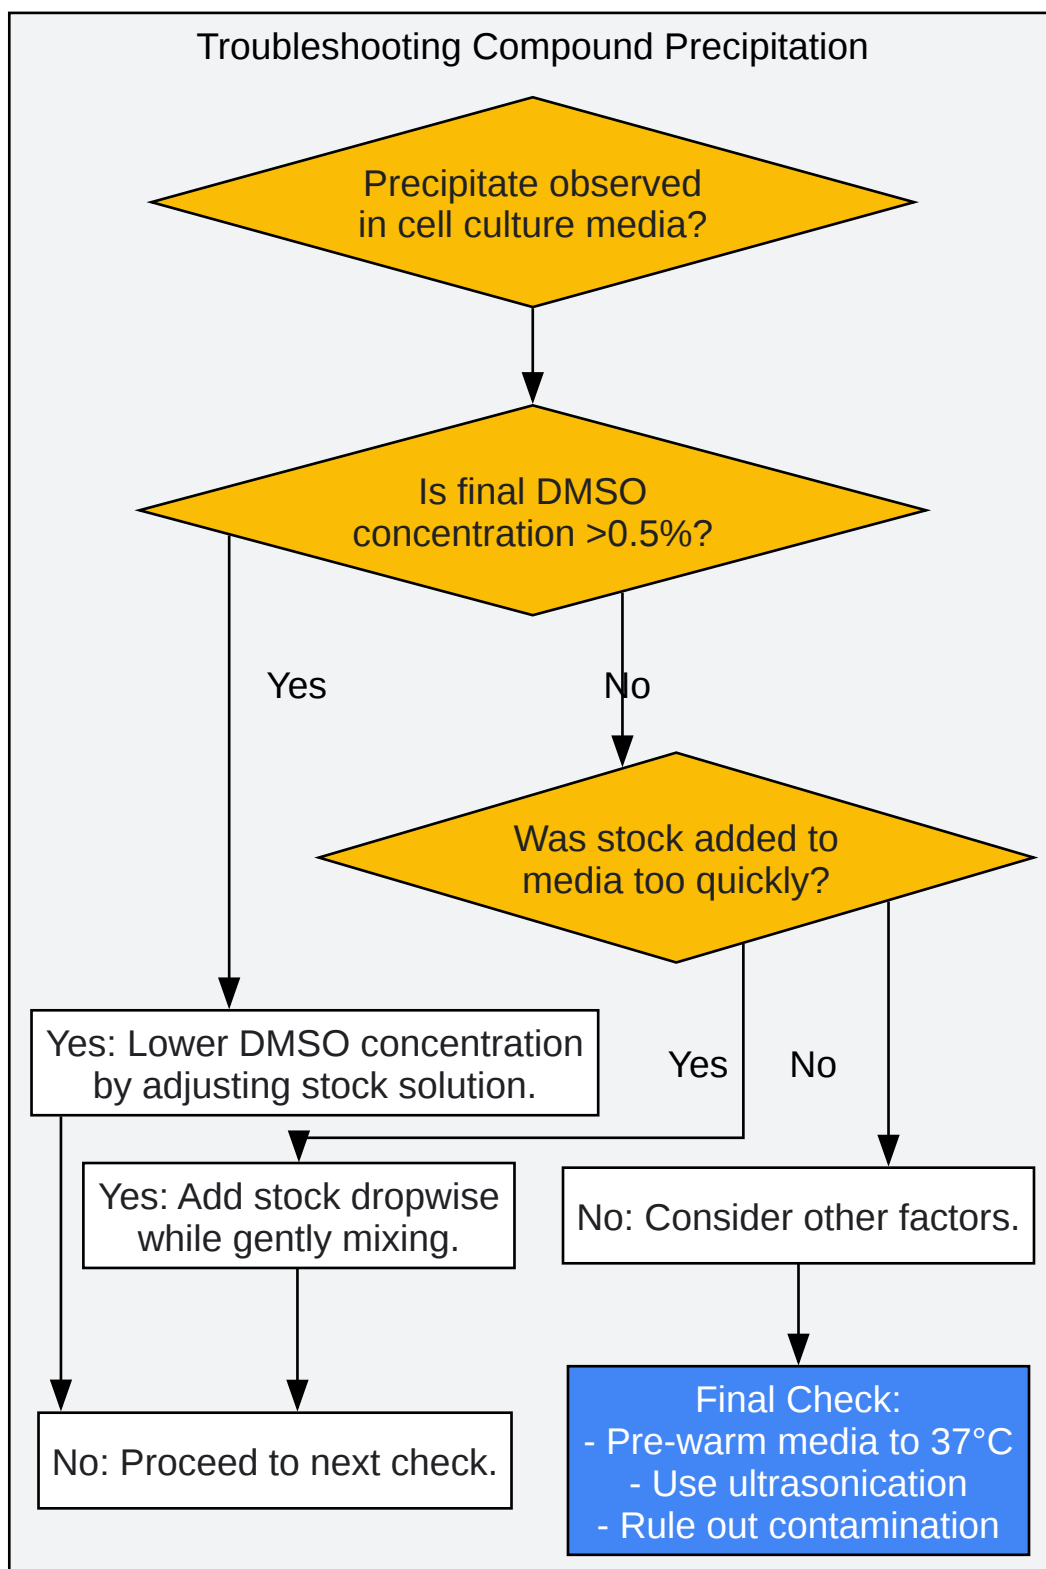 Troubleshooting Compound Precipitation
Precipitate observed
in cell culture media?
Is final DMSO
concentration >0.5%?
Yes
No
Was stock added to
media too quickly?
Yes: Lower DMSO concentration
by adjusting stock solution.
Yes
No
Yes: Add stock dropwise
while gently mixing.
No: Consider other factors.
No: Proceed to next check.
Final Check:
- Pre-warm media to 37°C
- Use ultrasonication
- Rule out contamination